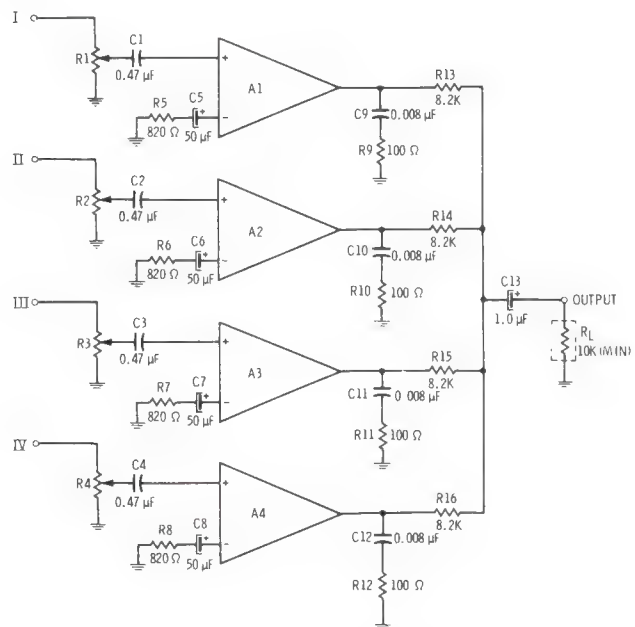 I
R1
C1
0.47 µF
+
A1
R5
820 Ω
C5
+
50 µF
−
R13
8.2K
C9
0.008 µF
R9
100 Ω
II
R2
C2
0.47 µF
+
A2
R6
820 Ω
C6
+
50 µF
−
R14
8.2K
C10
0.008 µF
R10
100 Ω
C13
+
1.0 µF
OUTPUT
RL
10K (MIN)
III
R3
C3
0.47 µF
+
A3
R7
820 Ω
C7
+
50 µF
−
R15
8.2K
C11
0 008 µF
R11
100 Ω
IV
R4
C4
0.47 µF
+
A4
R8
820 Ω
C8
+
50 µF
−
R16
8.2K
C12
0.008 µF
R12
100 Ω